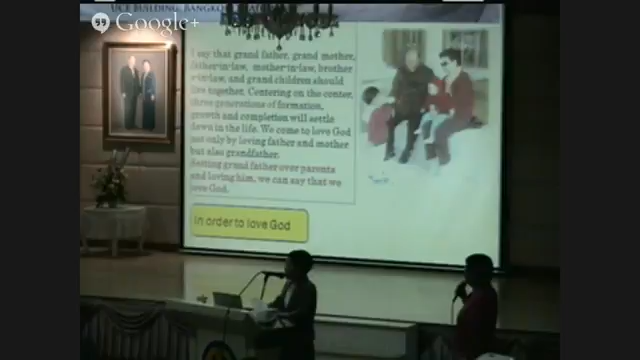 UCE BUILDING, BANGKOK
Google+
I say that grand father, grand mother,
father-in-law, mother-in-law, brother
-in-law, and grand children should
live together. Centering on the center,
three generations of formation,
growth and completion will settle
down in the life. We come to love God
not only by loving father and mother
but also grandfather.
Setting grand father over parents
and loving him, we can say that we
love God.
In order to love God